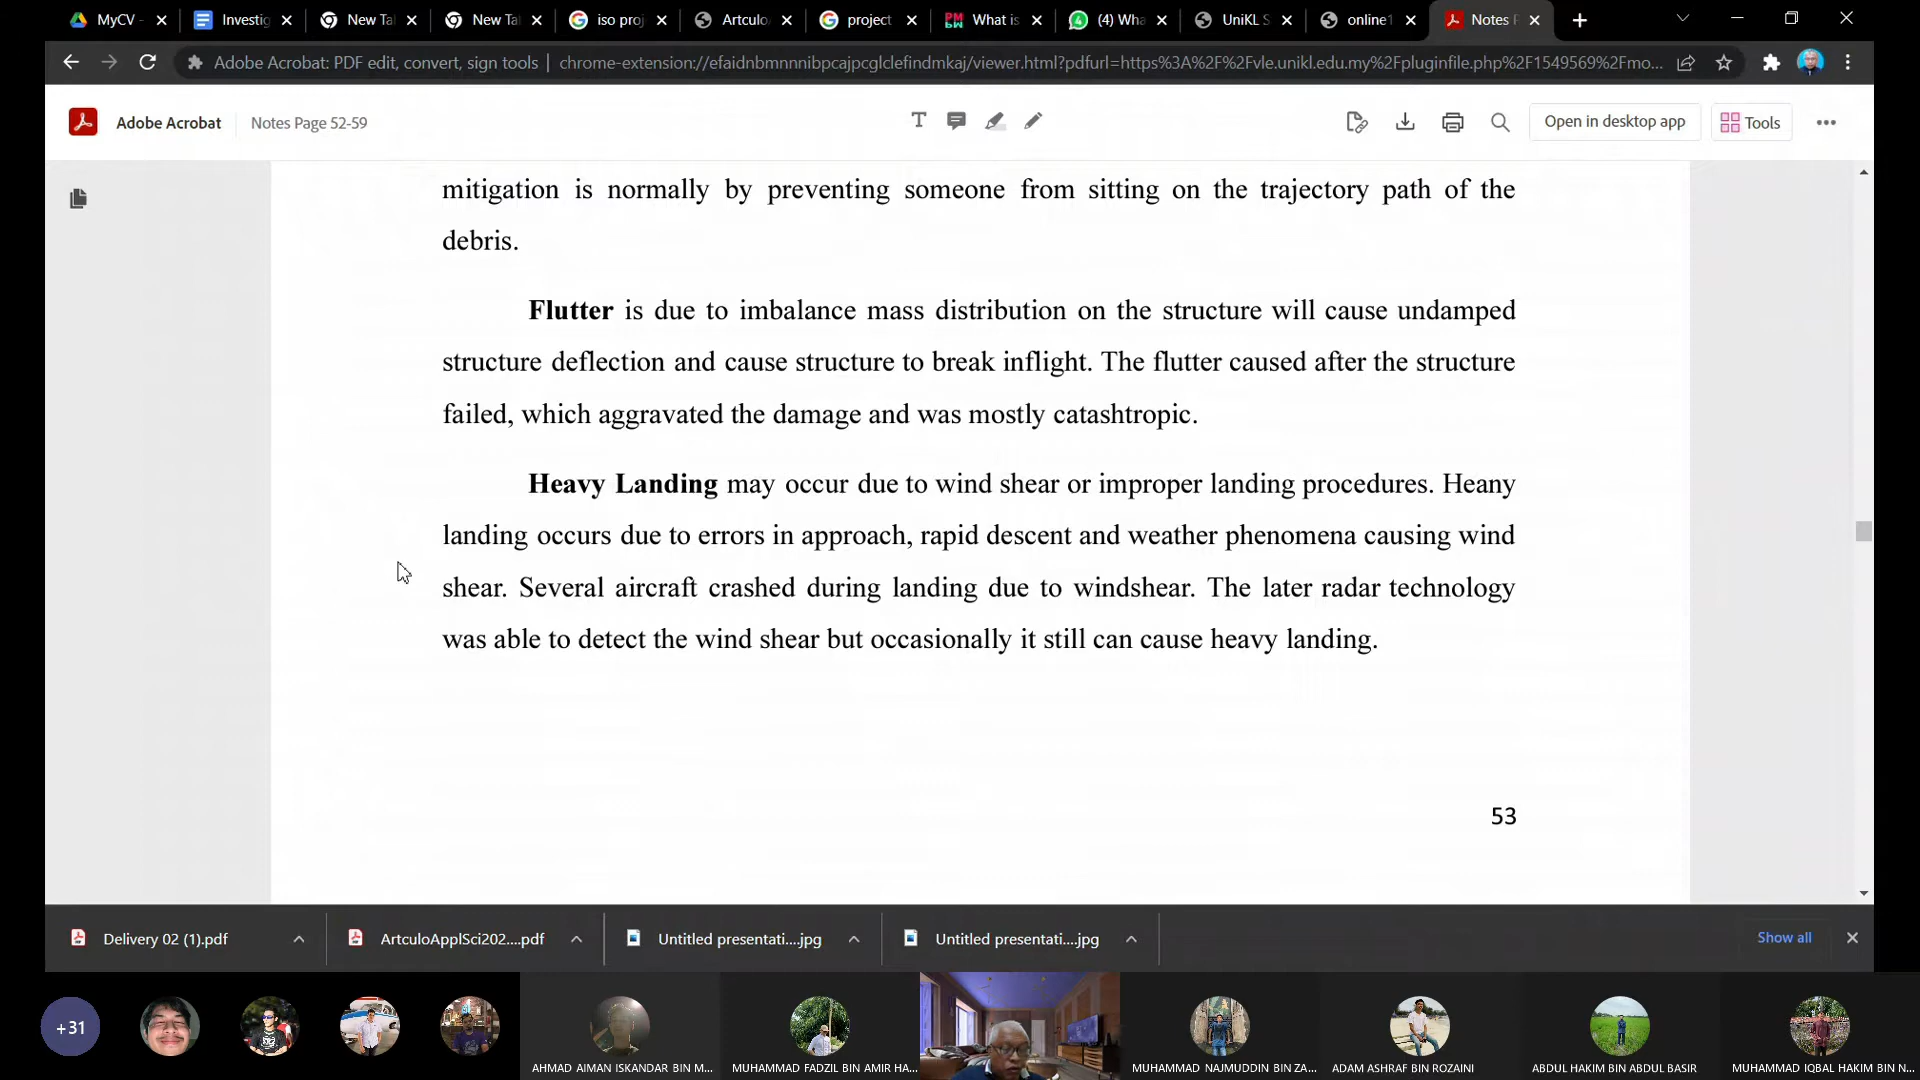 MyCV -
Investig
New Tal
New Tal
iso proj
Artculo
project
What is
(4) Wha
UniKL S
online1
Notes P
Adobe Acrobat: PDF edit, convert, sign tools | chrome-extension://efaidnbmnnnibpcajpcglclefindmkaj/viewer.html?pdfurl=https%3A%2F%2Fvle.unikl.edu.my%2Fpluginfile.php%2F1549569%2Fmo...
Adobe Acrobat
Notes Page 52-59
Open in desktop app
Tools
mitigation is normally by preventing someone from sitting on the trajectory path of the
debris.
Flutter is due to imbalance mass distribution on the structure will cause undamped
structure deflection and cause structure to break inflight. The flutter caused after the structure
failed, which aggravated the damage and was mostly catashtropic.
Heavy Landing may occur due to wind shear or improper landing procedures. Heany
landing occurs due to errors in approach, rapid descent and weather phenomena causing wind
shear. Several aircraft crashed during landing due to windshear. The later radar technology
was able to detect the wind shear but occasionally it still can cause heavy landing.
53
Delivery 02 (1).pdf
ArtculoApplSci202....pdf
Untitled presentati....jpg
Untitled presentati....jpg
Show all
+31
AHMAD AIMAN ISKANDAR BIN M...
MUHAMMAD FADZIL BIN AMIR HA...
MUHAMMAD NAJMUDDIN BIN ZA...
ADAM ASHRAF BIN ROZAINI
ABDUL HAKIM BIN ABDUL BASIR
MUHAMMAD IQBAL HAKIM BIN N...